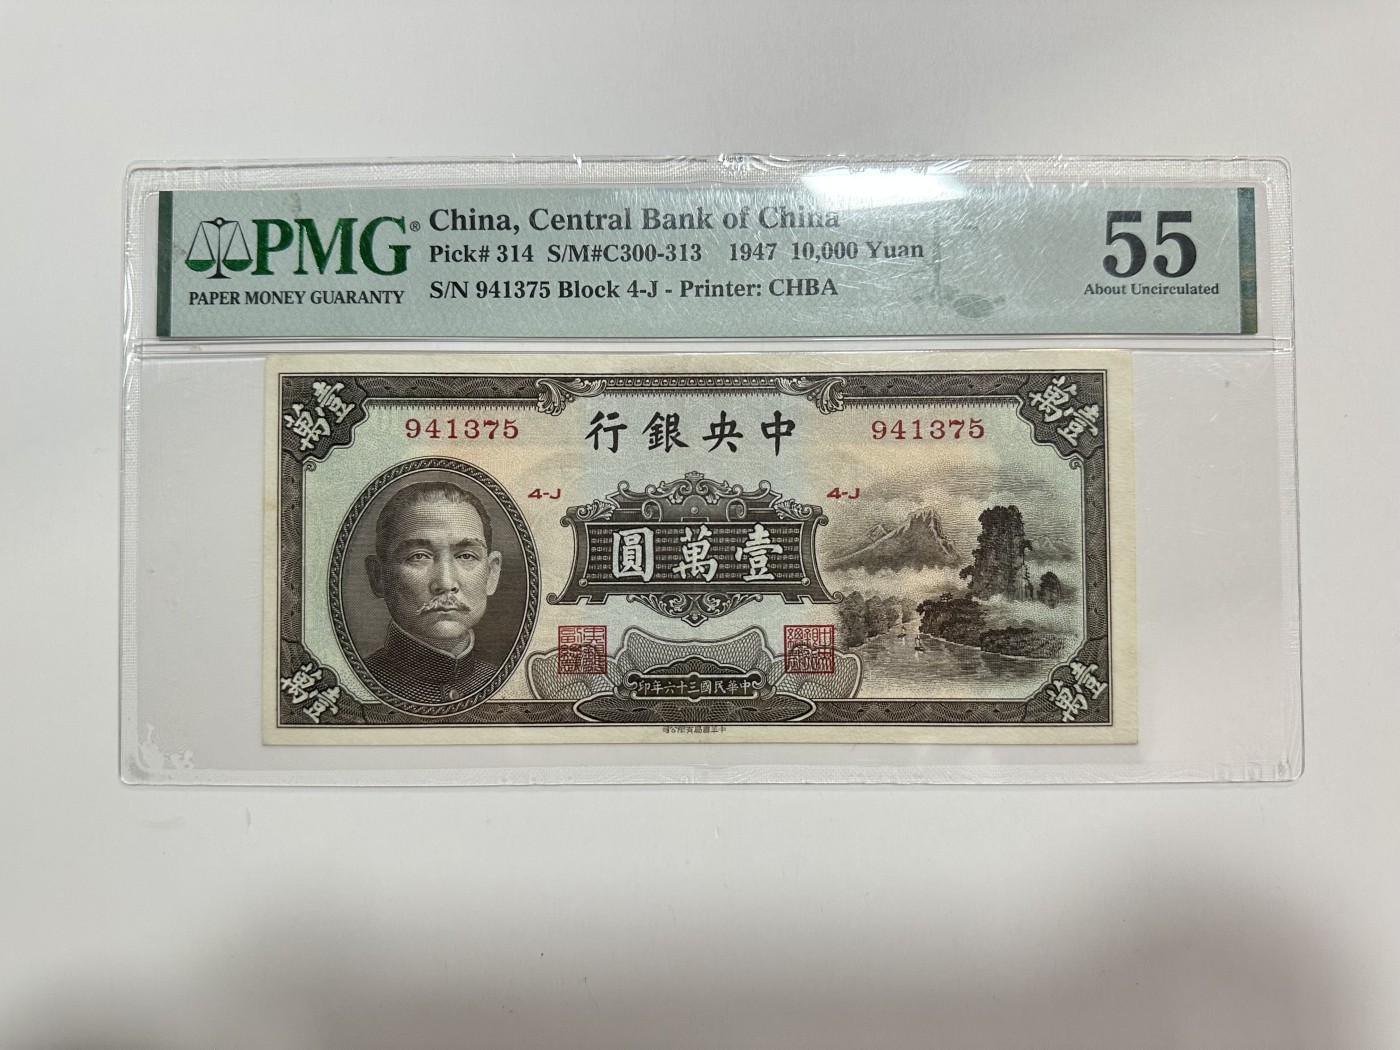 PMG®
PAPER MONEY GUARANTY
China, Central Bank of China
Pick# 314 S/M#C300-313 1947 10,000 Yuan
S/N 941375 Block 4-J - Printer: CHBA
55
About Uncirculated
壹萬
壹萬
941375
中央銀行
941375
4-J
4-J
壹萬圓
中華民國三十六年印
壹萬
壹萬